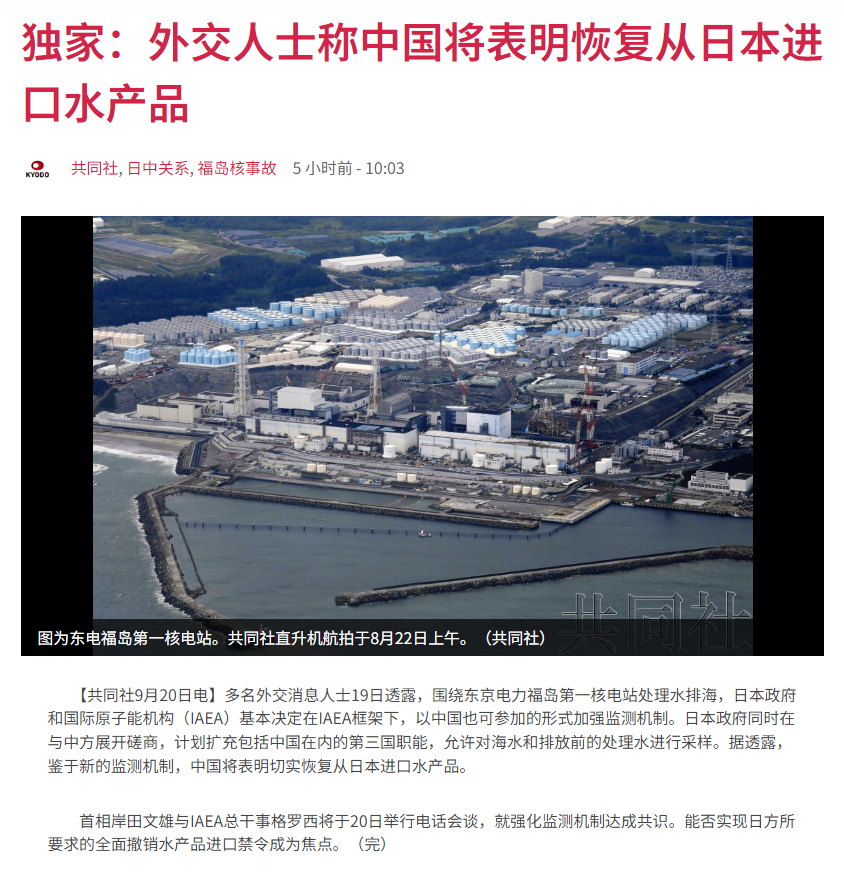 独家：外交人士称中国将表明恢复从日本进
口水产品
KYODO
共同社, 日中关系, 福岛核事故 5 小时前 - 10:03
共同社
图为东电福岛第一核电站。共同社直升机航拍于8月22日上午。（共同社）
【共同社9月20日电】多名外交消息人士19日透露，围绕东京电力福岛第一核电站处理水排海，日本政府
和国际原子能机构（IAEA）基本决定在IAEA框架下，以中国也可参加的形式加强监测机制。日本政府同时在
与中方展开磋商，计划扩充包括中国在内的第三国职能，允许对海水和排放前的处理水进行采样。据透露，
鉴于新的监测机制，中国将表明切实恢复从日本进口水产品。
首相岸田文雄与IAEA总干事格罗西将于20日举行电话会谈，就强化监测机制达成共识。能否实现日方所
要求的全面撤销水产品进口禁令成为焦点。（完）